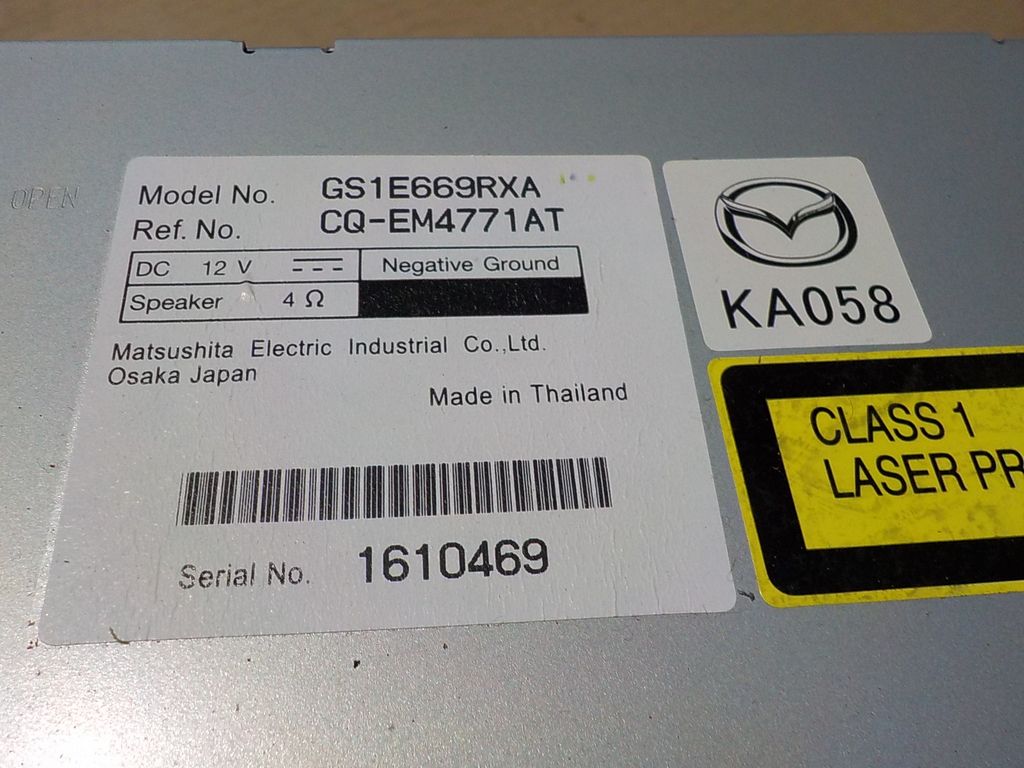 OPEN
Model No. GS1E669RXA
Ref. No. CQ-EM4771AT
DC 12 V Negative Ground
Speaker 4 Ω
Matsushita Electric Industrial Co.,Ltd.
Osaka Japan
Made in Thailand
Serial No. 1610469
KA058
CLASS 1
LASER PR